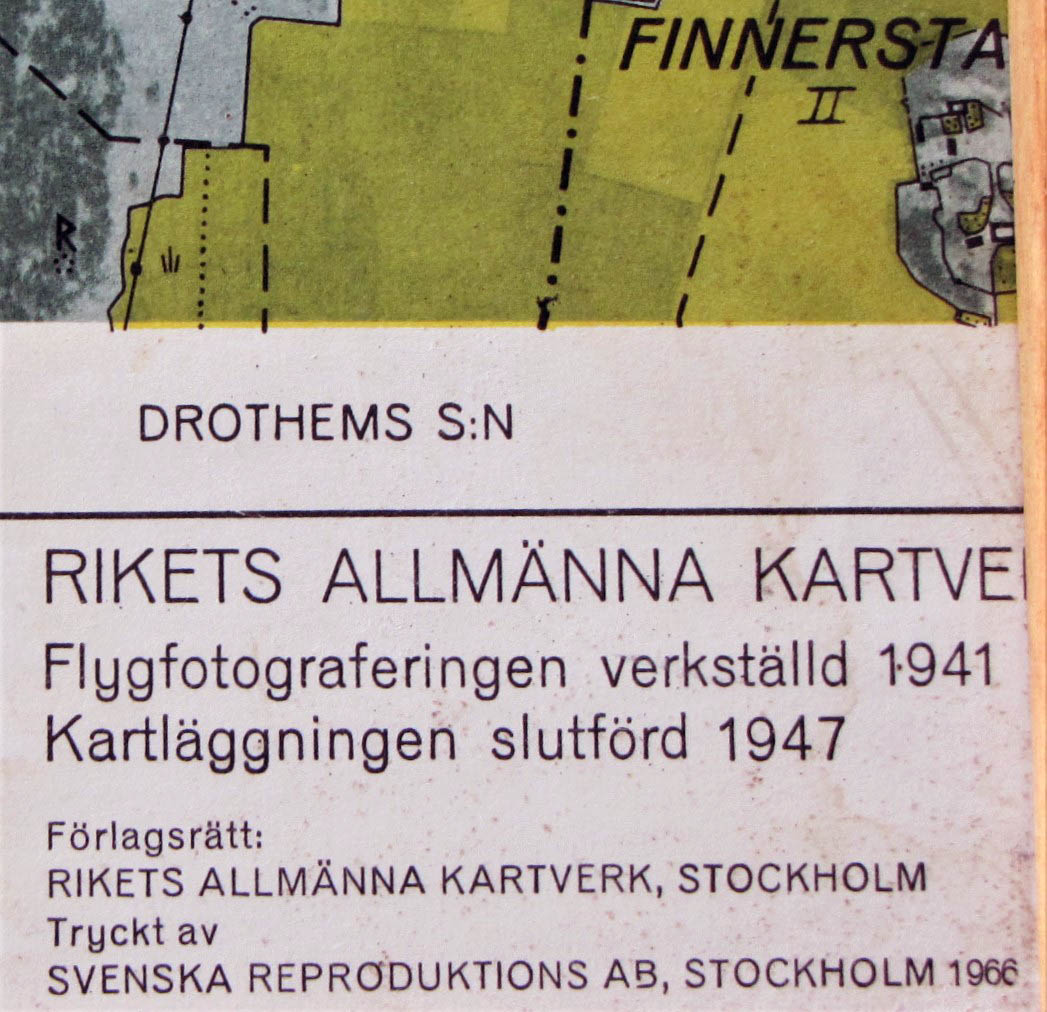 FINNERSTA
II
R
DROTHEMS S:N
RIKETS ALLMÄNNA
Flygfotograferingen verkställd 1941
Kartläggningen slutförd 1947
Förlagsrätt:
RIKETS ALLMÄNNA KARTVERK, STOCKHOLM
Tryckt av
SVENSKA REPRODUKTIONS AB, STOCKHOLM 1966